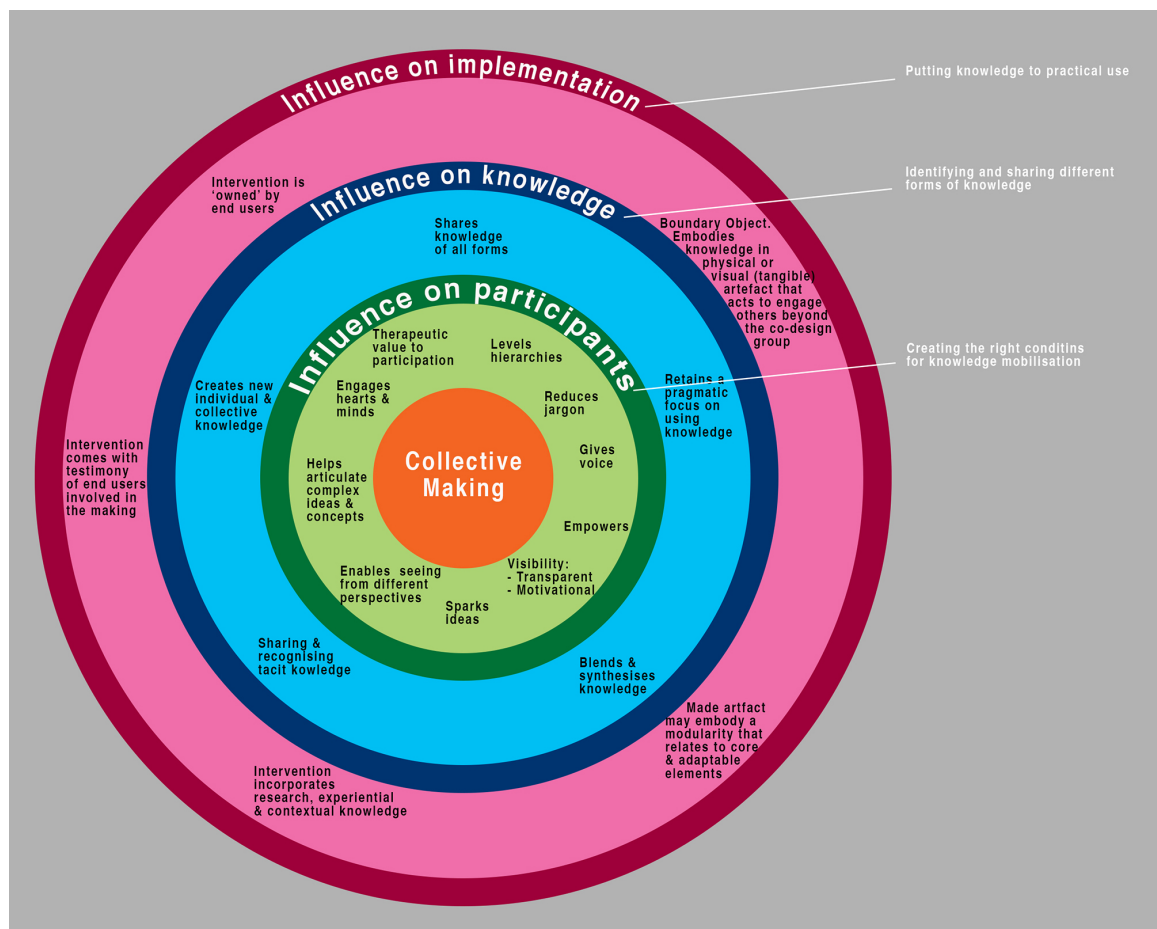 Influence on implementation
Putting knowledge to practical use
Influence on knowledge
Identifying and sharing different
forms of knowledge
Intervention is
‘owned’ by
end users
Boundary Object.
Embodies
knowledge in
physical or
visual (tangible)
artefact that
acts to engage
others beyond
the co-design
group
Shares
knowledge
of all forms
Influence on participants
Creating the right conditins
for knowledge mobilisation
Therapeutic
value to
participation
Levels
hierarchies
Creates new
individual &
collective
knowledge
Engages
hearts &
minds
Reduces
jargon
Retains a
pragmatic
focus on
using
knowledge
Intervention
comes with
testimony
of end users
involved in
the making
Helps
articulate
complex
ideas &
concepts
Collective
Making
Gives
voice
Empowers
Enables seeing
from different
perspectives
Sparks
ideas
Visibility:
- Transparent
- Motivational
Sharing &
recognising
tacit kowledge
Blends &
synthesises
knowledge
Made artfact
may embody a
modularity that
relates to core
& adaptable
elements
Intervention
incorporates
research, experiential
& contextual knowledge